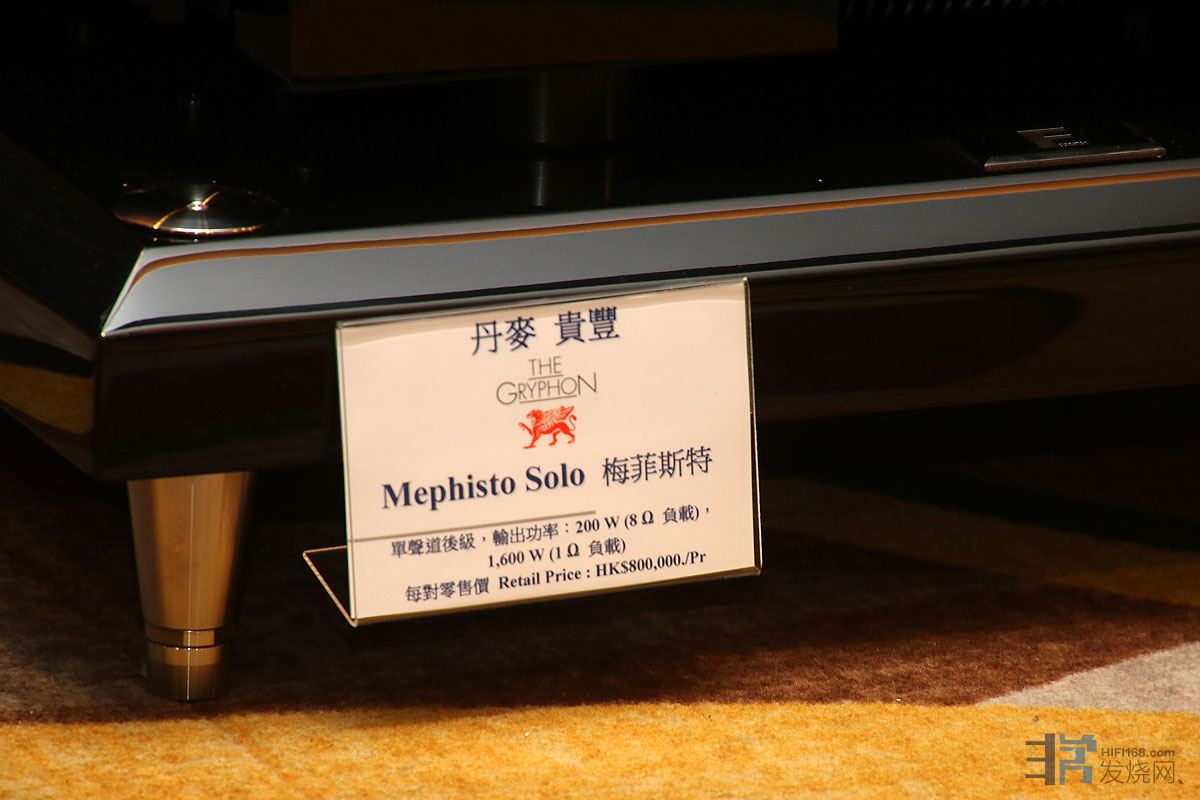 丹麥 貴豐
THE
GRYPHON
Mephisto Solo 梅菲斯特
單聲道後級，輸出功率：200 W (8 Ω 负載)，
1,600 W (1 Ω 负載)
每對零售價 Retail Price : HK$800,000./Pr
HIFI168.com
发烧网